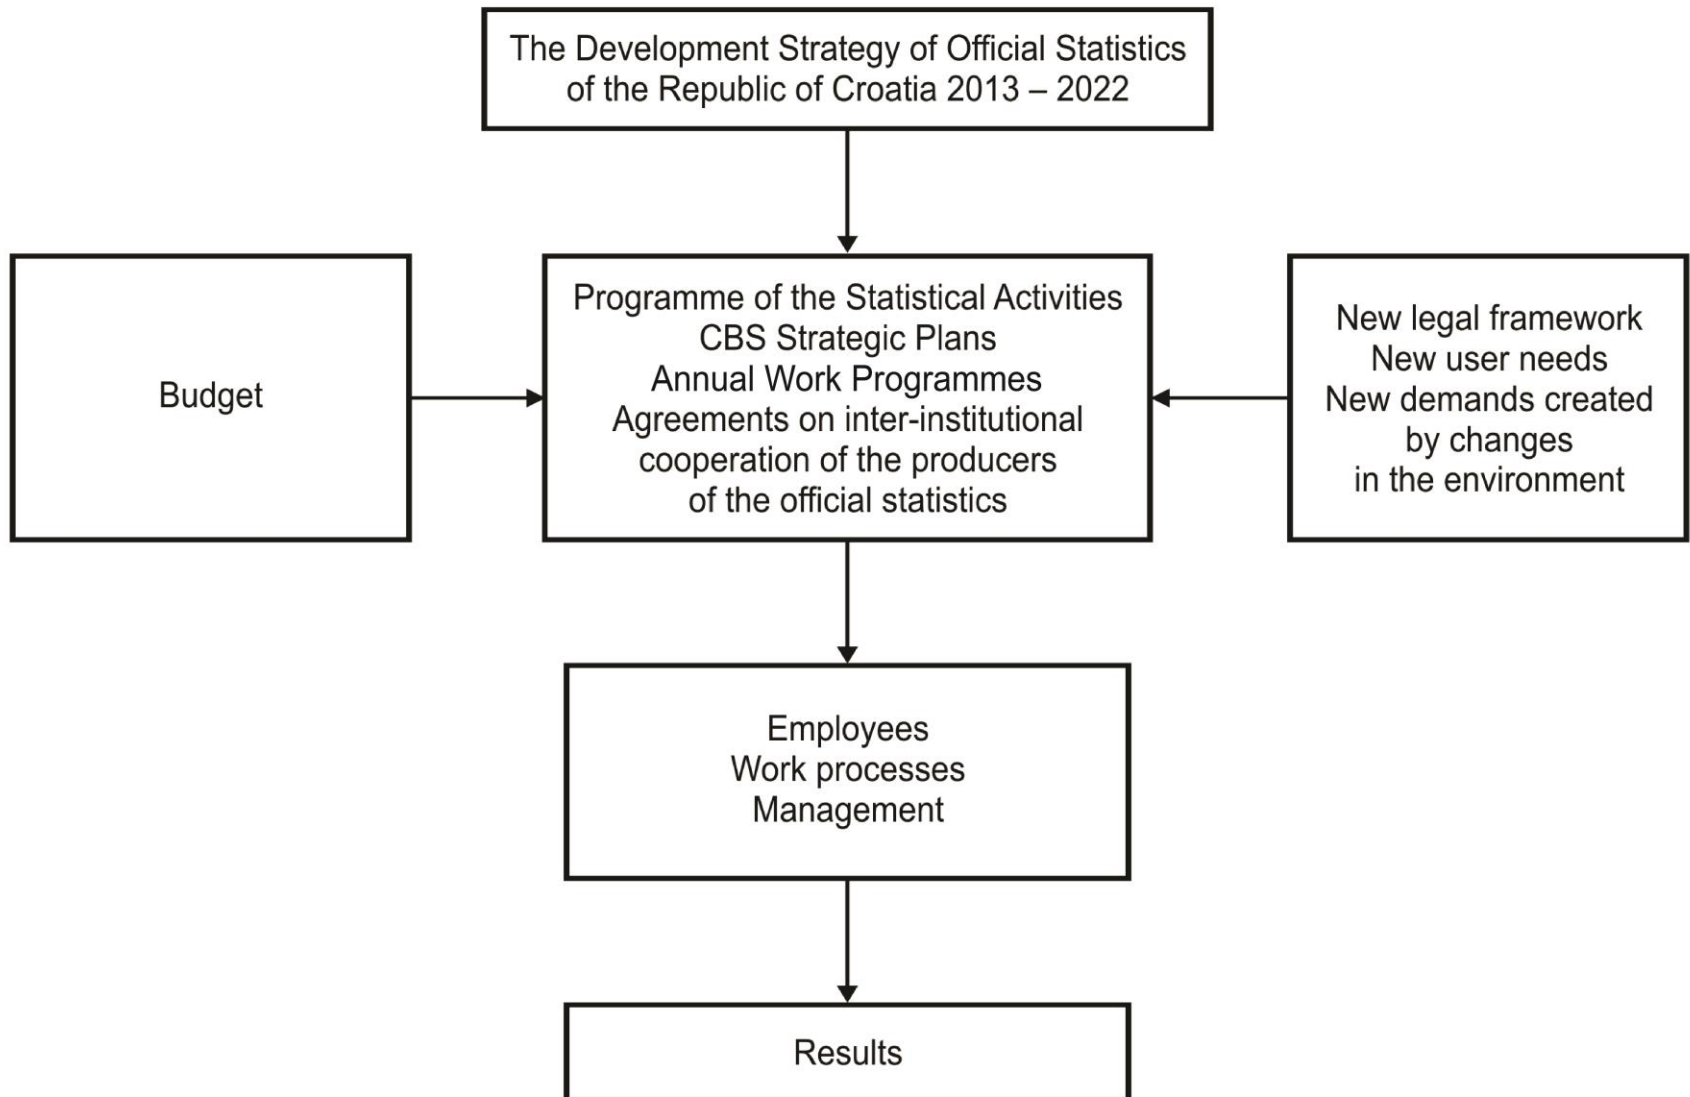 The Development Strategy of Official Statistics
of the Republic of Croatia 2013 – 2022
Budget
Programme of the Statistical Activities
CBS Strategic Plans
Annual Work Programmes
Agreements on inter-institutional
cooperation of the producers
of the official statistics
New legal framework
New user needs
New demands created
by changes
in the environment
Employees
Work processes
Management
Results